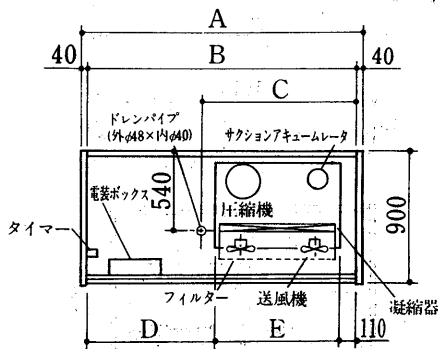 A
40
B
40
C
ドレンパイプ
(外φ48×内φ40)
サクションアキュームレータ
540
電装ボックス
圧縮機
900
タイマー
フィルター
送風機
凝縮器
D
E
110